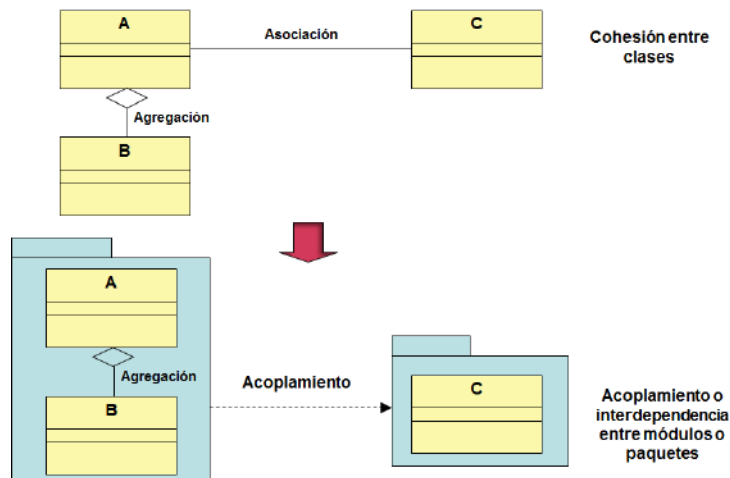 A
Asociación
C
Cohesión entre
clases
Agregación
B
A
Agregación
B
Acoplamiento
C
Acoplamiento o
interdependencia
entre módulos o
paquetes